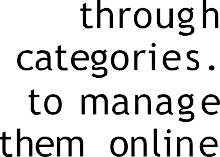 through
categories.
to manage
them online